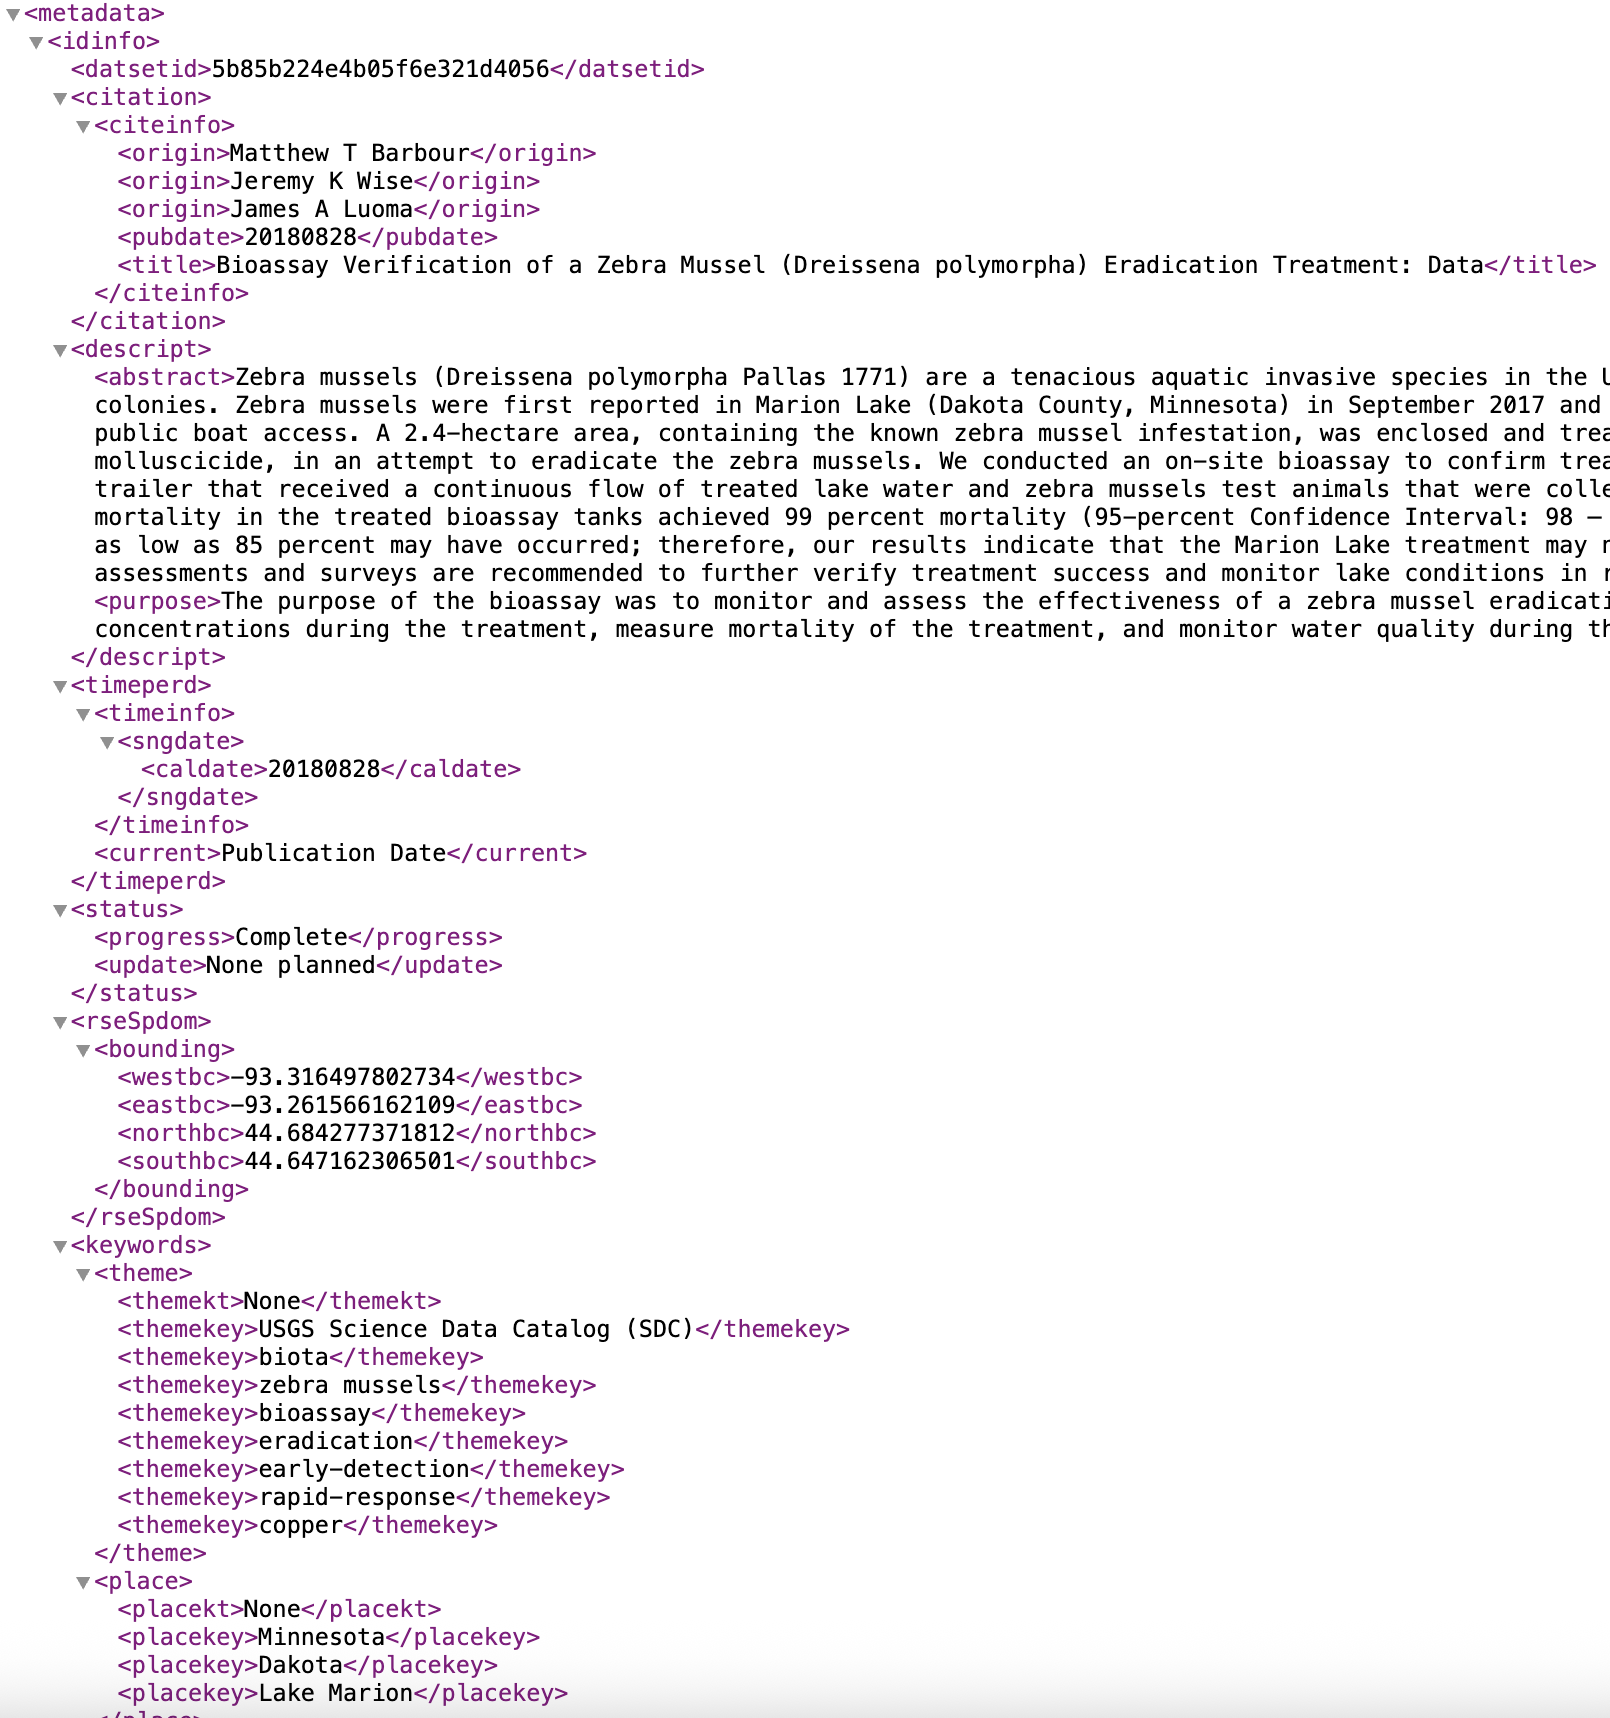 <metadata>
<idinfo>
<datsetid>5b85b224e4b05f6e321d4056</datsetid>
<citation>
<citeinfo>
<origin>Matthew T Barbour</origin>
<origin>Jeremy K Wise</origin>
<origin>James A Luoma</origin>
<pubdate>20180828</pubdate>
<title>Bioassay Verification of a Zebra Mussel (Dreissena polymorpha) Eradication Treatment: Data</title>
</citeinfo>
</citation>
<descript>
<abstract>Zebra mussels (Dreissena polymorpha Pallas 1771) are a tenacious aquatic invasive species in the
colonies. Zebra mussels were first reported in Marion Lake (Dakota County, Minnesota) in September 2017 and
public boat access. A 2.4-hectare area, containing the known zebra mussel infestation, was enclosed and
molluscicide, in an attempt to eradicate the zebra mussels. We conducted an on-site bioassay to confirm
trailer that received a continuous flow of treated lake water and zebra mussels test animals that were
mortality in the treated bioassay tanks achieved 99 percent mortality (95-percent Confidence Interval: 98 –
as low as 85 percent may have occurred; therefore, our results indicate that the Marion Lake treatment may
assessments and surveys are recommended to further verify treatment success and monitor lake conditions in
<purpose>The purpose of the bioassay was to monitor and assess the effectiveness of a zebra mussel
concentrations during the treatment, measure mortality of the treatment, and monitor water quality during
</descript>
<timeperd>
<timeinfo>
<sngdate>
<caldate>20180828</caldate>
</sngdate>
</timeinfo>
<current>Publication Date</current>
</timeperd>
<status>
<progress>Complete</progress>
<update>None planned</update>
</status>
<rseSpdom>
<bounding>
<westbc>-93.316497802734</westbc>
<eastbc>-93.261566162109</eastbc>
<northbc>44.684277371812</northbc>
<southbc>44.647162306501</southbc>
</bounding>
</rseSpdom>
<keywords>
<theme>
<themekt>None</themekt>
<themekey>USGS Science Data Catalog (SDC)</themekey>
<themekey>biota</themekey>
<themekey>zebra mussels</themekey>
<themekey>bioassay</themekey>
<themekey>eradication</themekey>
<themekey>early-detection</themekey>
<themekey>rapid-response</themekey>
<themekey>copper</themekey>
</theme>
<place>
<placekt>None</placekt>
<placekey>Minnesota</placekey>
<placekey>Dakota</placekey>
<placekey>Lake Marion</placekey>